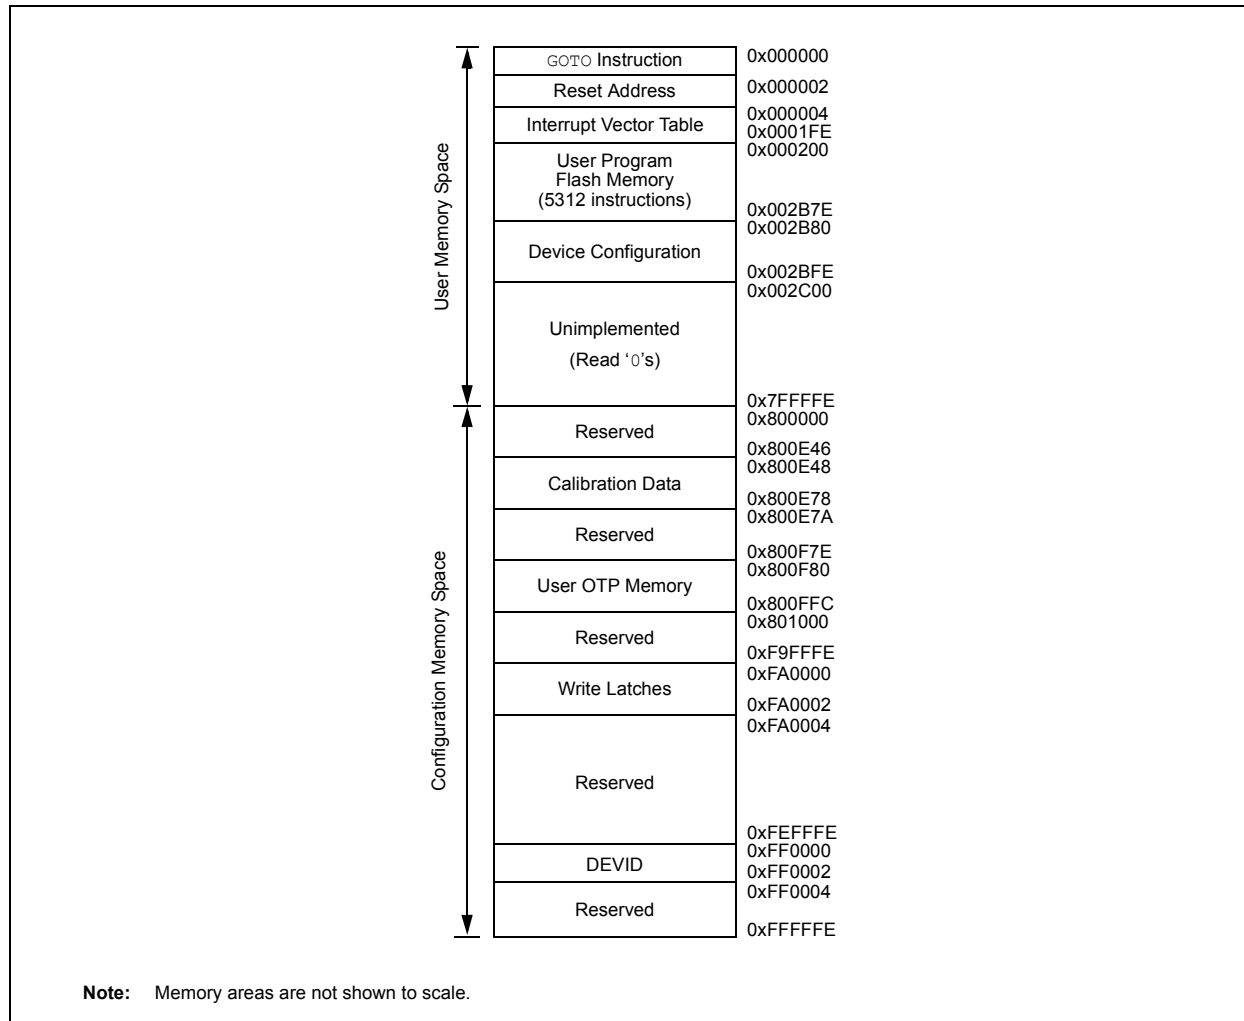 GOTO Instruction 0x000000
Reset Address 0x000002
0x000004
Interrupt Vector Table
0x0001FE
0x000200
User Program
Flash Memory
(5312 instructions)
0x002B7E
0x002B80
Device Configuration
0x002BFE
0x002C00
Unimplemented
(Read ‘0’s)
0x7FFFFE
User Memory Space
0x800000
Reserved
0x800E46
0x800E48
Calibration Data
0x800E78
0x800E7A
Reserved
0x800F7E
0x800F80
User OTP Memory
0x800FFC
0x801000
Reserved
0xF9FFFE
0xFA0000
Write Latches
0xFA0002
0xFA0004
Reserved
0xFEFFFE
0xFF0000
DEVID
0xFF0002
0xFF0004
Reserved
0xFFFFFE
Configuration Memory Space
Note: Memory areas are not shown to scale.